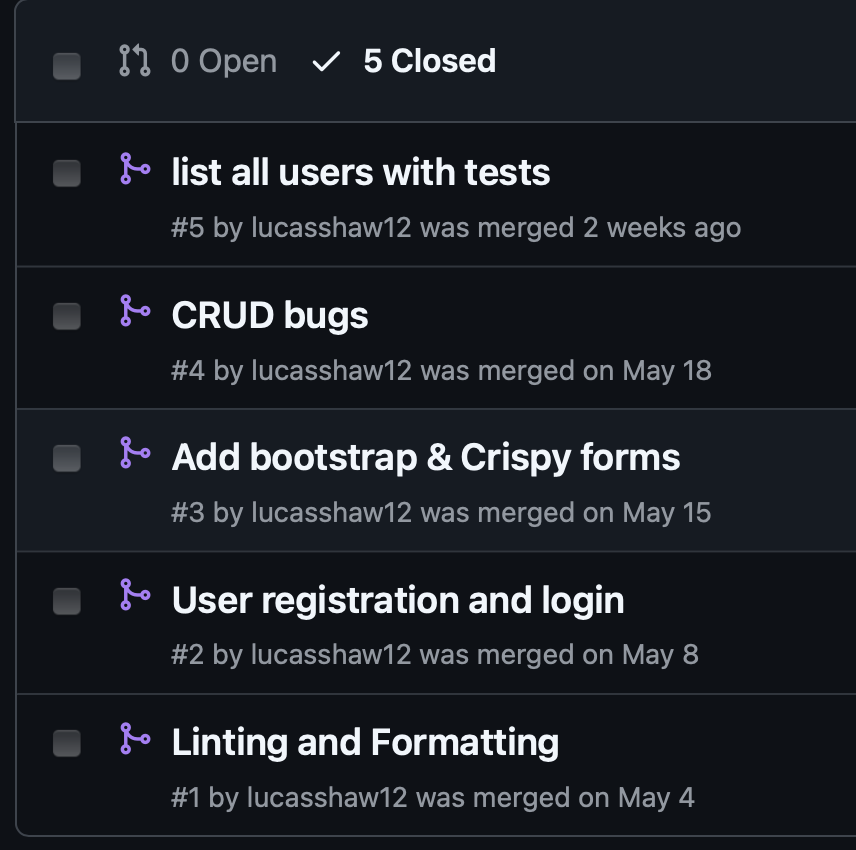 0 Open 5 Closed
list all users with tests
#5 by lucasshaw12 was merged 2 weeks ago
CRUD bugs
#4 by lucasshaw12 was merged on May 18
Add bootstrap & Crispy forms
#3 by lucasshaw12 was merged on May 15
User registration and login
#2 by lucasshaw12 was merged on May 8
Linting and Formatting
#1 by lucasshaw12 was merged on May 4